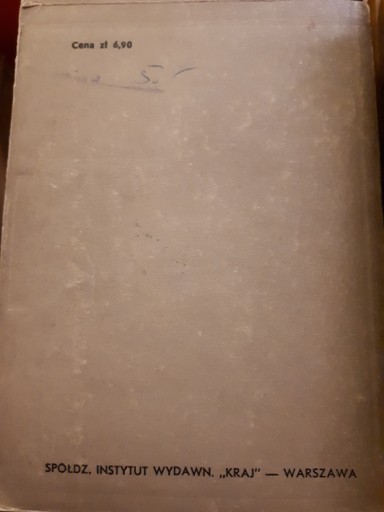 Cena zł 6,90
SPÓŁDZ. INSTYTUT WYDAWN. „KRAJ" — WARSZAWA